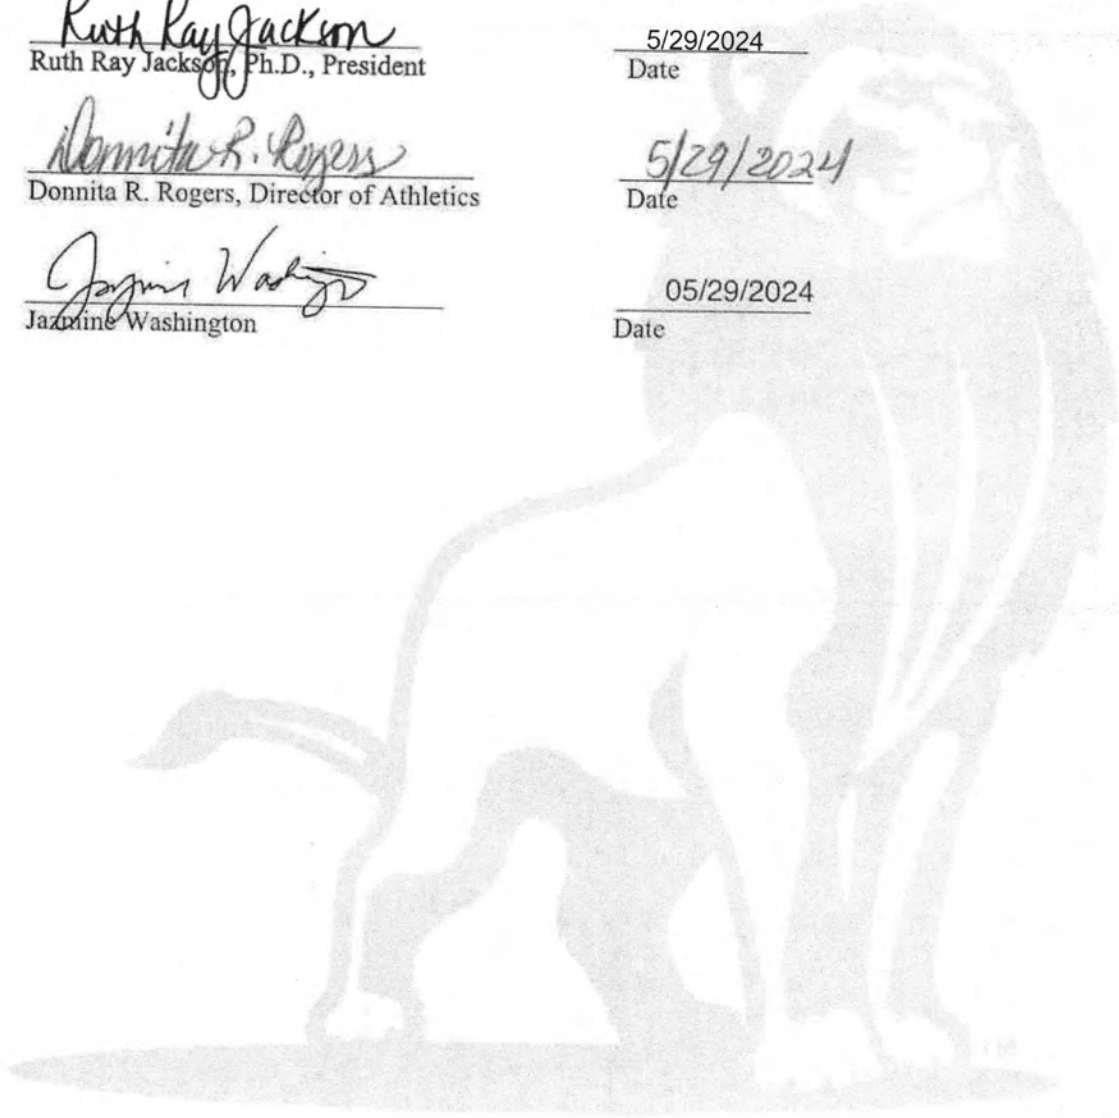 Ruth Ray Jackson 5/29/2024
Ruth Ray Jackson, Ph.D., President Date
Donnita R. Rogers 5/29/2024
Donnita R. Rogers, Director of Athletics Date
Jazmine Washington 05/29/2024
Jazmine Washington Date